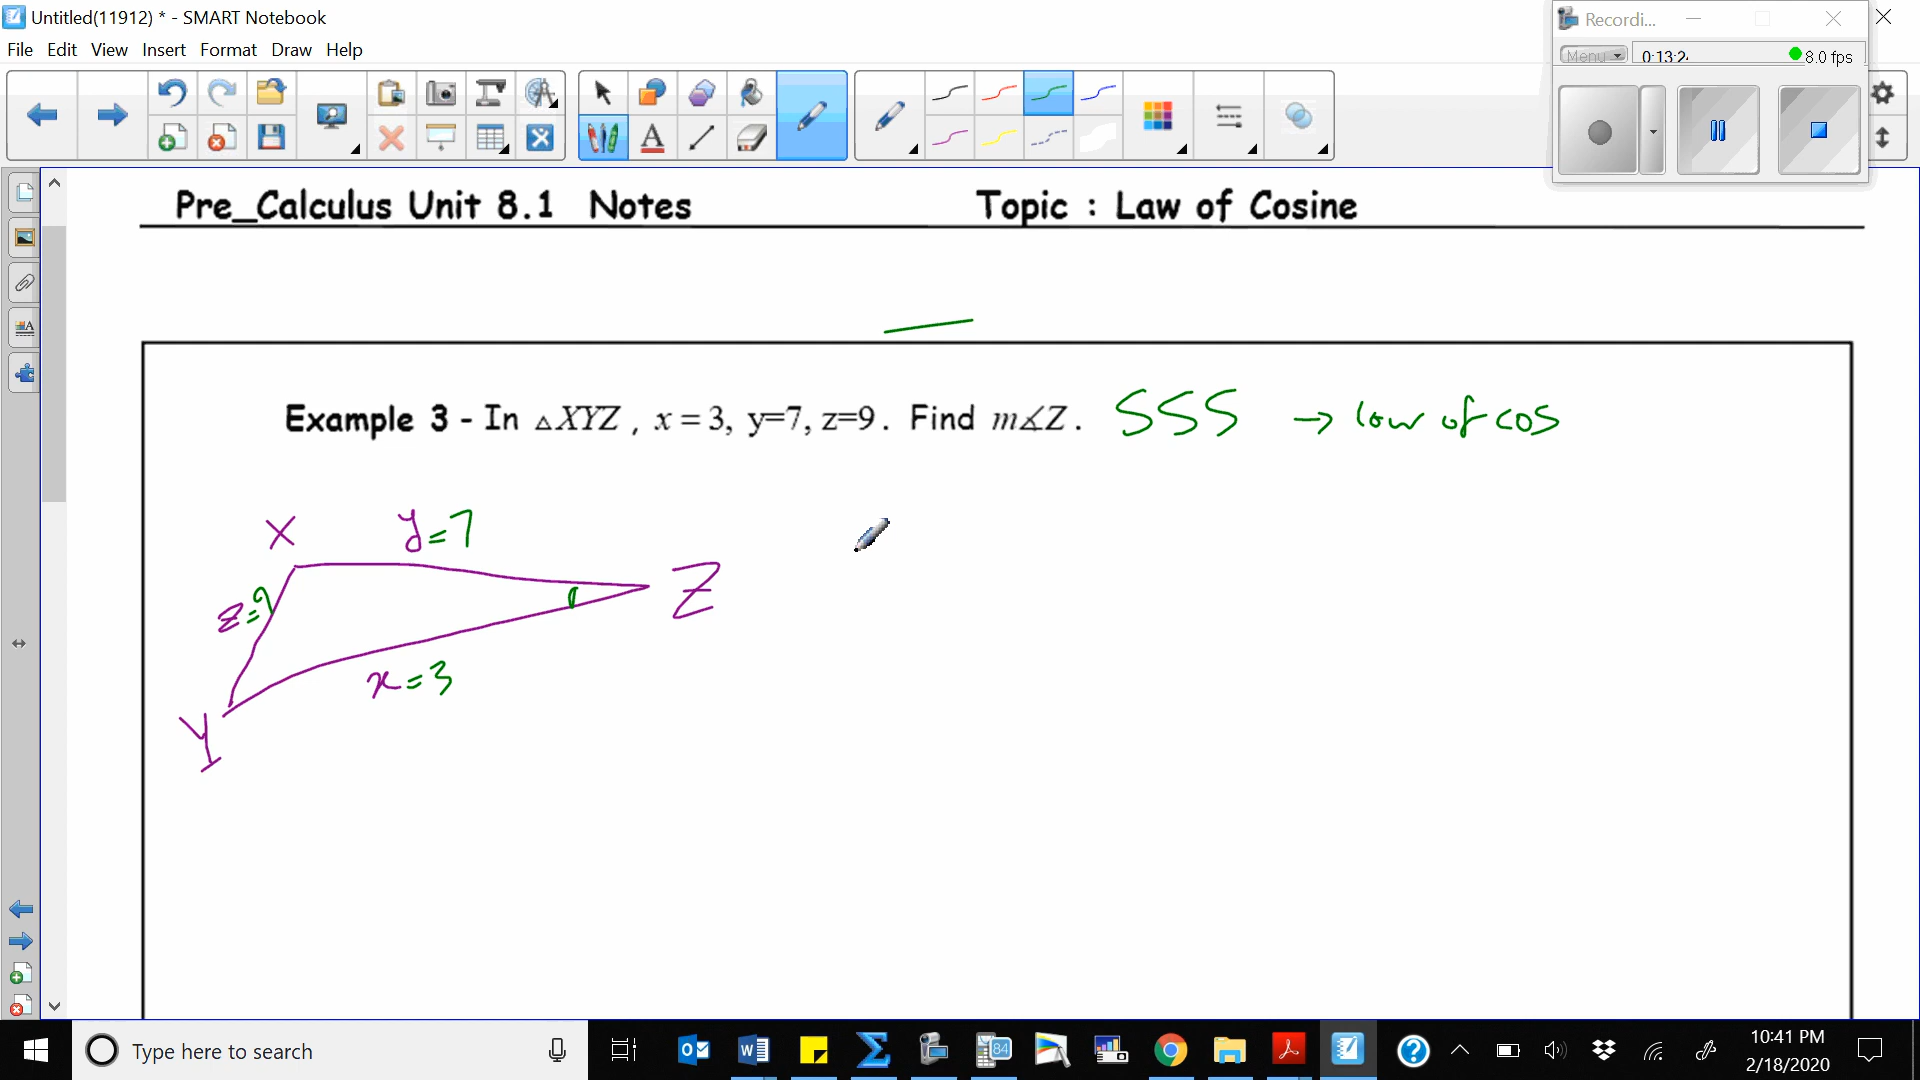 Untitled(11912) * - SMART Notebook
Recordi...
File Edit View Insert Format Draw Help
Menu
0:13:24
8.0 fps
Pre_Calculus Unit 8.1 Notes
Topic : Law of Cosine
Example 3 - In △XYZ , x = 3, y=7, z=9. Find m∡Z.
SSS → law of cos
X
y=7
z=9
Z
x=3
Y
Type here to search
84
10:41 PM
2/18/2020